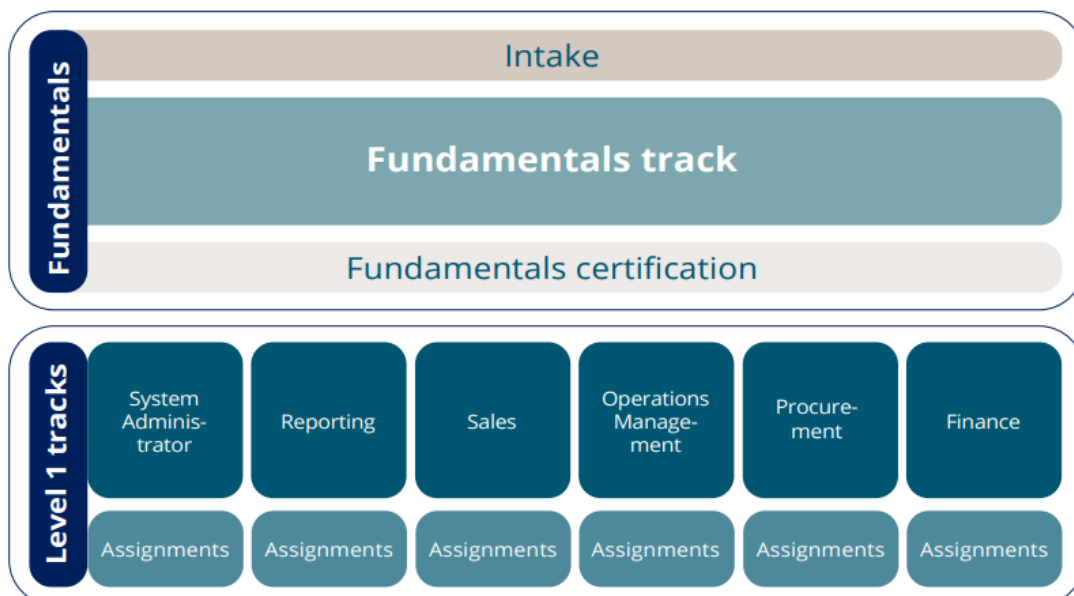 Fundamentals
Intake
Fundamentals track
Fundamentals certification
Level 1 tracks
System
Adminis-
trator
Reporting
Sales
Operations
Manage-
ment
Procure-
ment
Finance
Assignments
Assignments
Assignments
Assignments
Assignments
Assignments